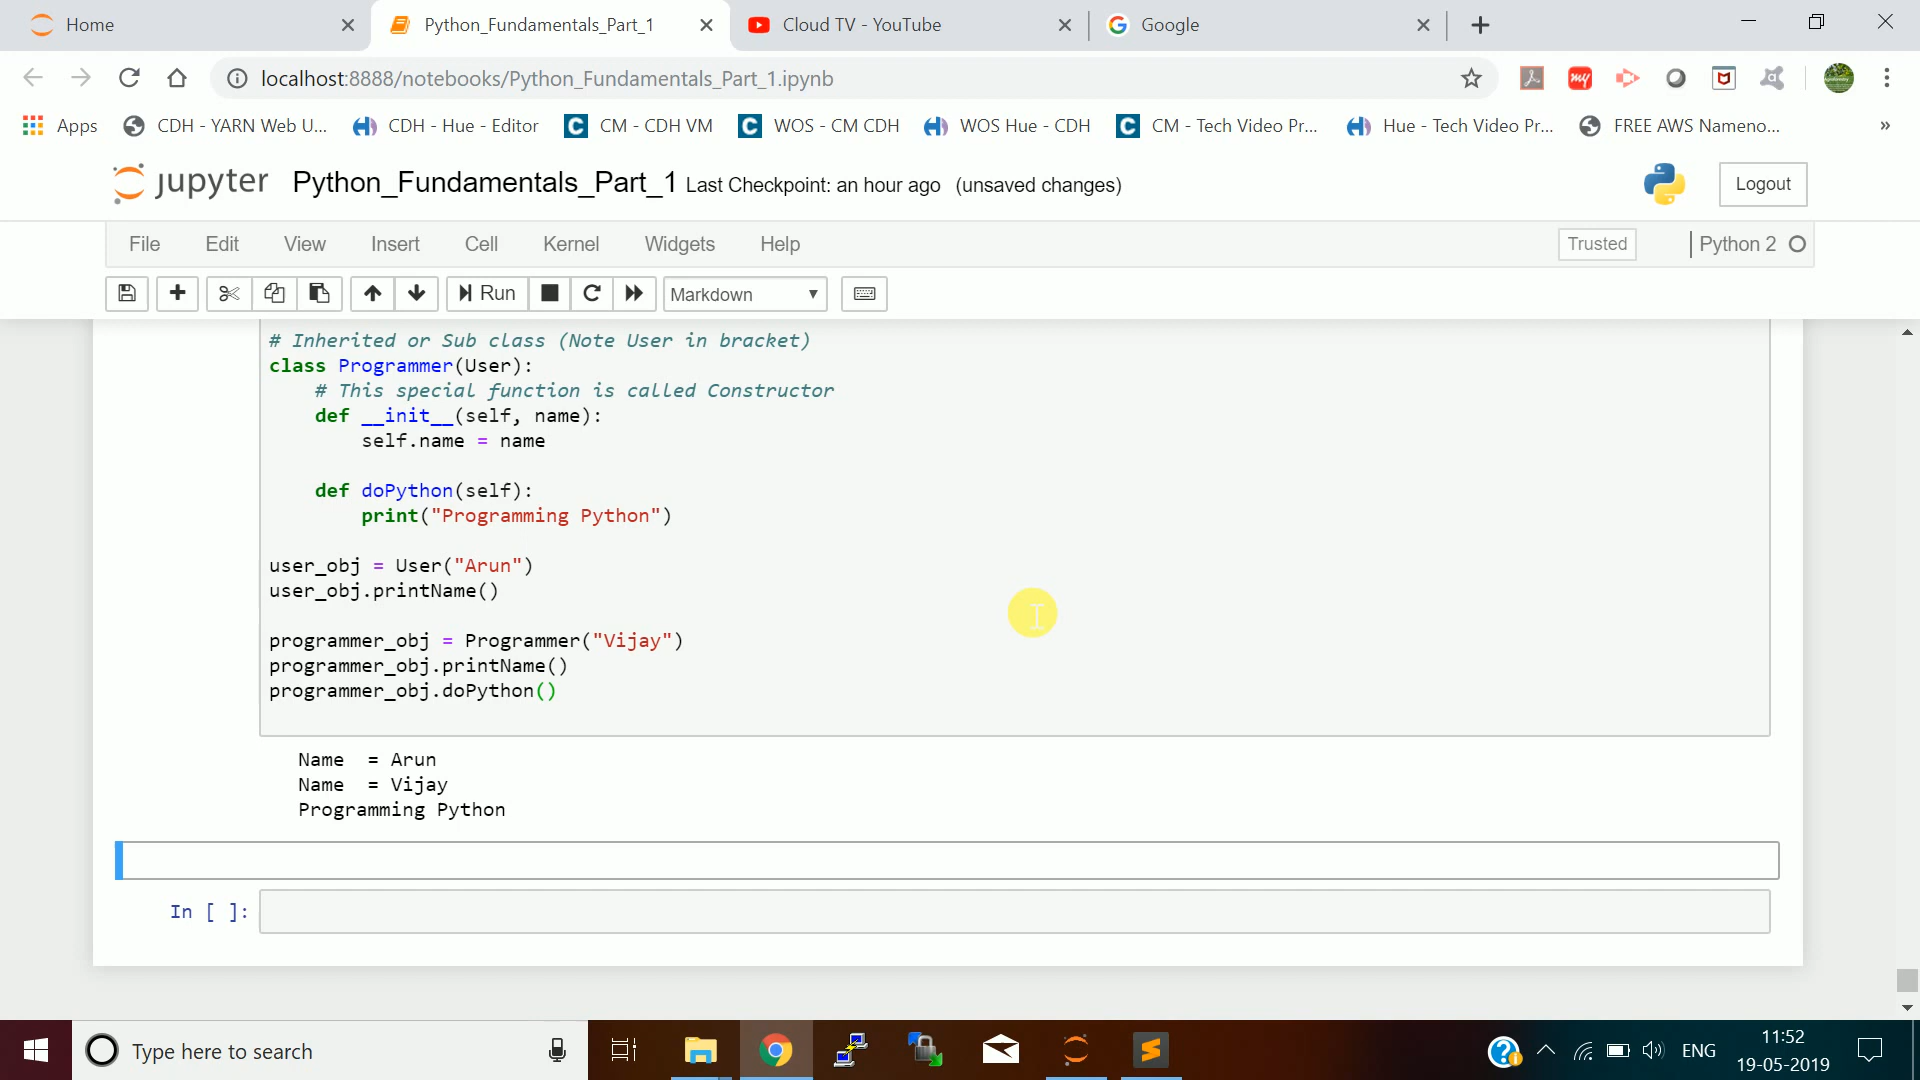 Home
Python_Fundamentals_Part_1
Cloud TV - YouTube
Google
localhost:8888/notebooks/Python_Fundamentals_Part_1.ipynb
Apps
CDH - YARN Web U...
CDH - Hue - Editor
CM - CDH VM
WOS - CM CDH
WOS Hue - CDH
CM - Tech Video Pr...
Hue - Tech Video Pr...
FREE AWS Nameno...
»
jupyter Python_Fundamentals_Part_1 Last Checkpoint: an hour ago (unsaved changes)
Logout
File Edit View Insert Cell Kernel Widgets Help
Trusted
Python 2
Run
Markdown
# Inherited or Sub class (Note User in bracket)
class Programmer(User):
    # This special function is called Constructor
    def __init__(self, name):
        self.name = name
    def doPython(self):
        print("Programming Python")
user_obj = User("Arun")
user_obj.printName()
programmer_obj = Programmer("Vijay")
programmer_obj.printName()
programmer_obj.doPython()
Name  = Arun
Name  = Vijay
Programming Python
In [ ]:
Type here to search
ENG
11:52
19-05-2019